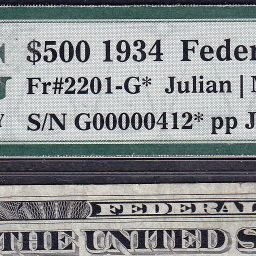 $500 1934 Feder
Fr#2201-G* Julian | 
S/N G00000412* pp J
FEDERAL
THE UNITED S